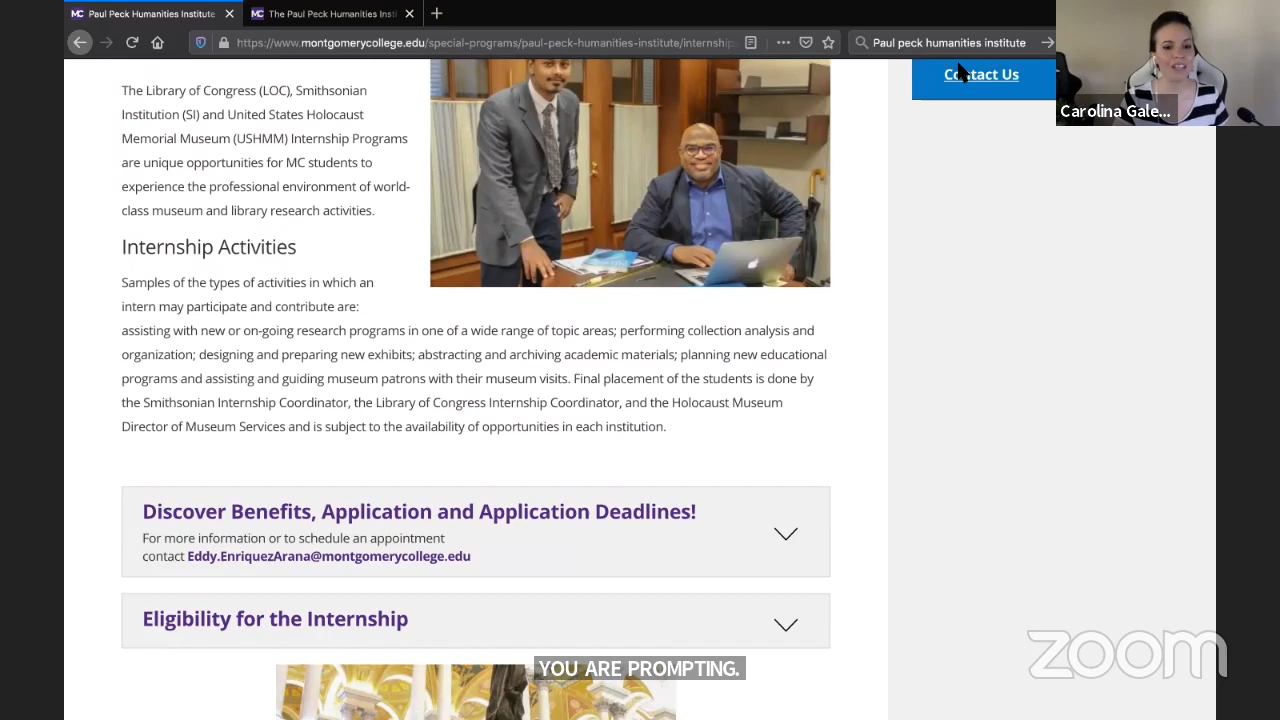 MC Paul Peck Humanities Institute
MC The Paul Peck Humanities Insti
https://www.montgomerycollege.edu/special-programs/paul-peck-humanities-institute/internship
Paul peck humanities institute
Contact Us
Carolina Gale...
The Library of Congress (LOC), Smithsonian
Institution (SI) and United States Holocaust
Memorial Museum (USHMM) Internship Programs
are unique opportunities for MC students to
experience the professional environment of world-
class museum and library research activities.
Internship Activities
Samples of the types of activities in which an
intern may participate and contribute are:
assisting with new or on-going research programs in one of a wide range of topic areas; performing collection analysis and
organization; designing and preparing new exhibits; abstracting and archiving academic materials; planning new educational
programs and assisting and guiding museum patrons with their museum visits. Final placement of the students is done by
the Smithsonian Internship Coordinator, the Library of Congress Internship Coordinator, and the Holocaust Museum
Director of Museum Services and is subject to the availability of opportunities in each institution.
Discover Benefits, Application and Application Deadlines!
For more information or to schedule an appointment
contact Eddy.EnriquezArana@montgomerycollege.edu
Eligibility for the Internship
YOU ARE PROMPTING.
zoom